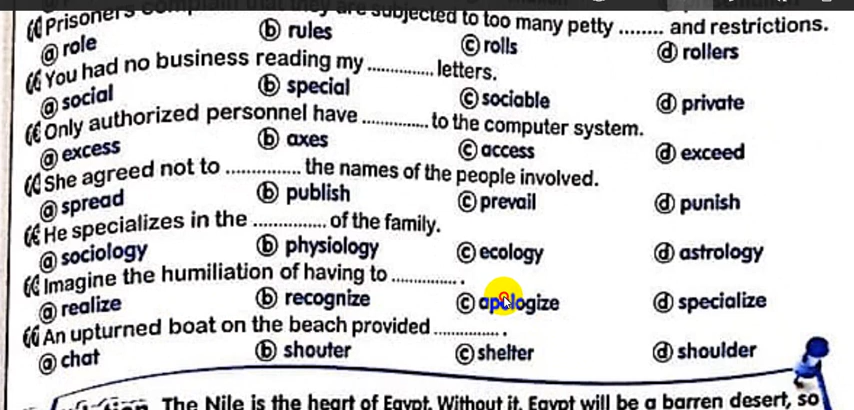 Prisoners complain that they are subjected to too many petty ........ and restrictions.
ⓐ role ⓑ rules ⓒ rolls ⓓ rollers
You had no business reading my .............. letters.
ⓐ social ⓑ special ⓒ sociable ⓓ private
Only authorized personnel have .............. to the computer system.
ⓐ excess ⓑ axes ⓒ access ⓓ exceed
She agreed not to ............... the names of the people involved.
ⓐ spread ⓑ publish ⓒ prevail ⓓ punish
He specializes in the ............... of the family.
ⓐ sociology ⓑ physiology ⓒ ecology ⓓ astrology
Imagine the humiliation of having to ............. .
ⓐ realize ⓑ recognize ⓒ apologize ⓓ specialize
An upturned boat on the beach provided ............. .
ⓐ chat ⓑ shouter ⓒ shelter ⓓ shoulder
The Nile is the heart of Egypt. Without it, Egypt will be a barren desert, so